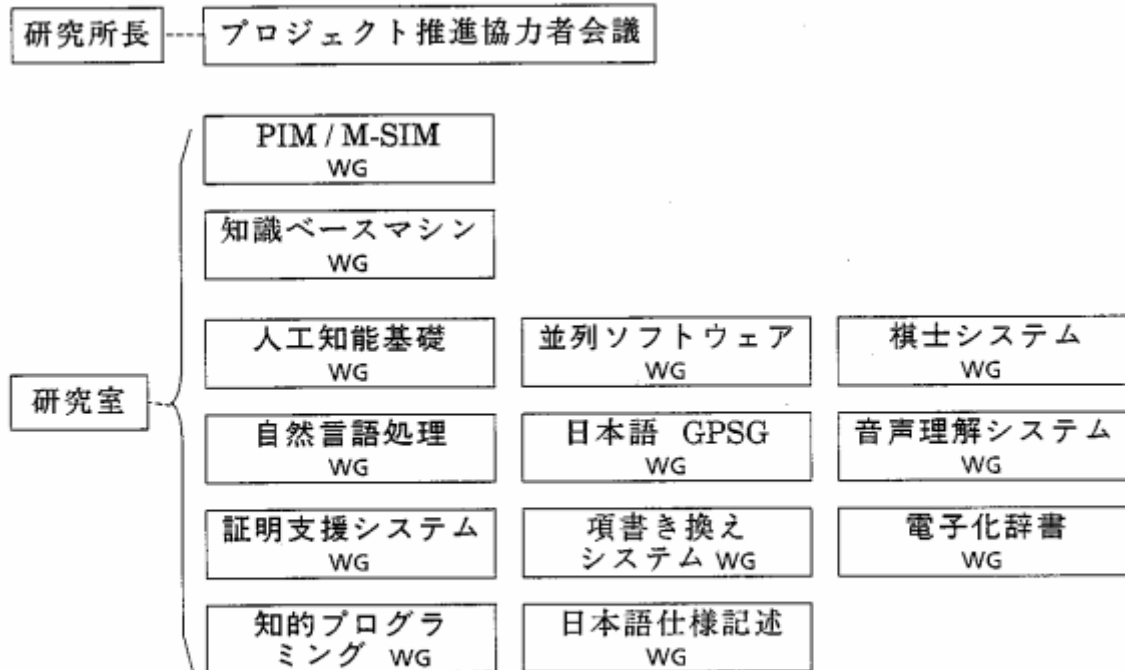 研究所長
プロジェクト推進協力者会議
PIM / M-SIM
WG
知識ベースマシン
WG
人工知能基礎
WG
並列ソフトウェア
WG
棋士システム
WG
研究室
自然言語処理
WG
日本語 GPSG
WG
音声理解システム
WG
証明支援システム
WG
項書き換え
システム WG
電子化辞書
WG
知的プログラ
ミング WG
日本語仕様記述
WG